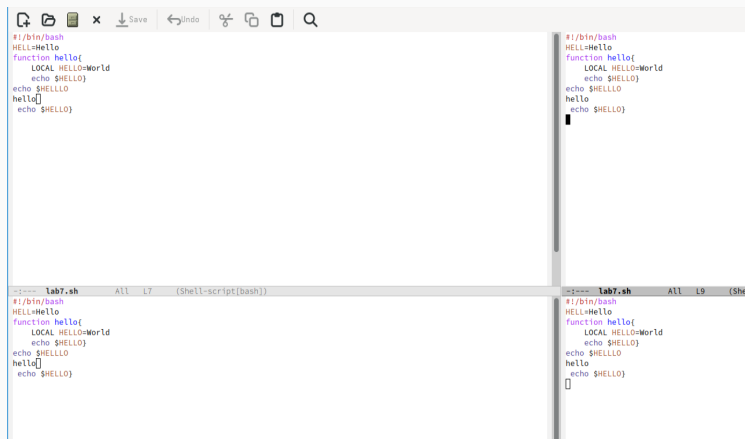 Save Undo
#!/bin/bash
HELL=Hello
function hello{
    LOCAL HELLO=World
    echo $HELLO}
echo $HELLLO
hello
 echo $HELLO}
-:--- lab7.sh All L7 (Shell-script[bash])
#!/bin/bash
HELL=Hello
function hello{
    LOCAL HELLO=World
    echo $HELLO}
echo $HELLLO
hello
 echo $HELLO}
-:--- lab7.sh All L9 (She
#!/bin/bash
HELL=Hello
function hello{
    LOCAL HELLO=World
    echo $HELLO}
echo $HELLLO
hello
 echo $HELLO}
#!/bin/bash
HELL=Hello
function hello{
    LOCAL HELLO=World
    echo $HELLO}
echo $HELLLO
hello
 echo $HELLO}